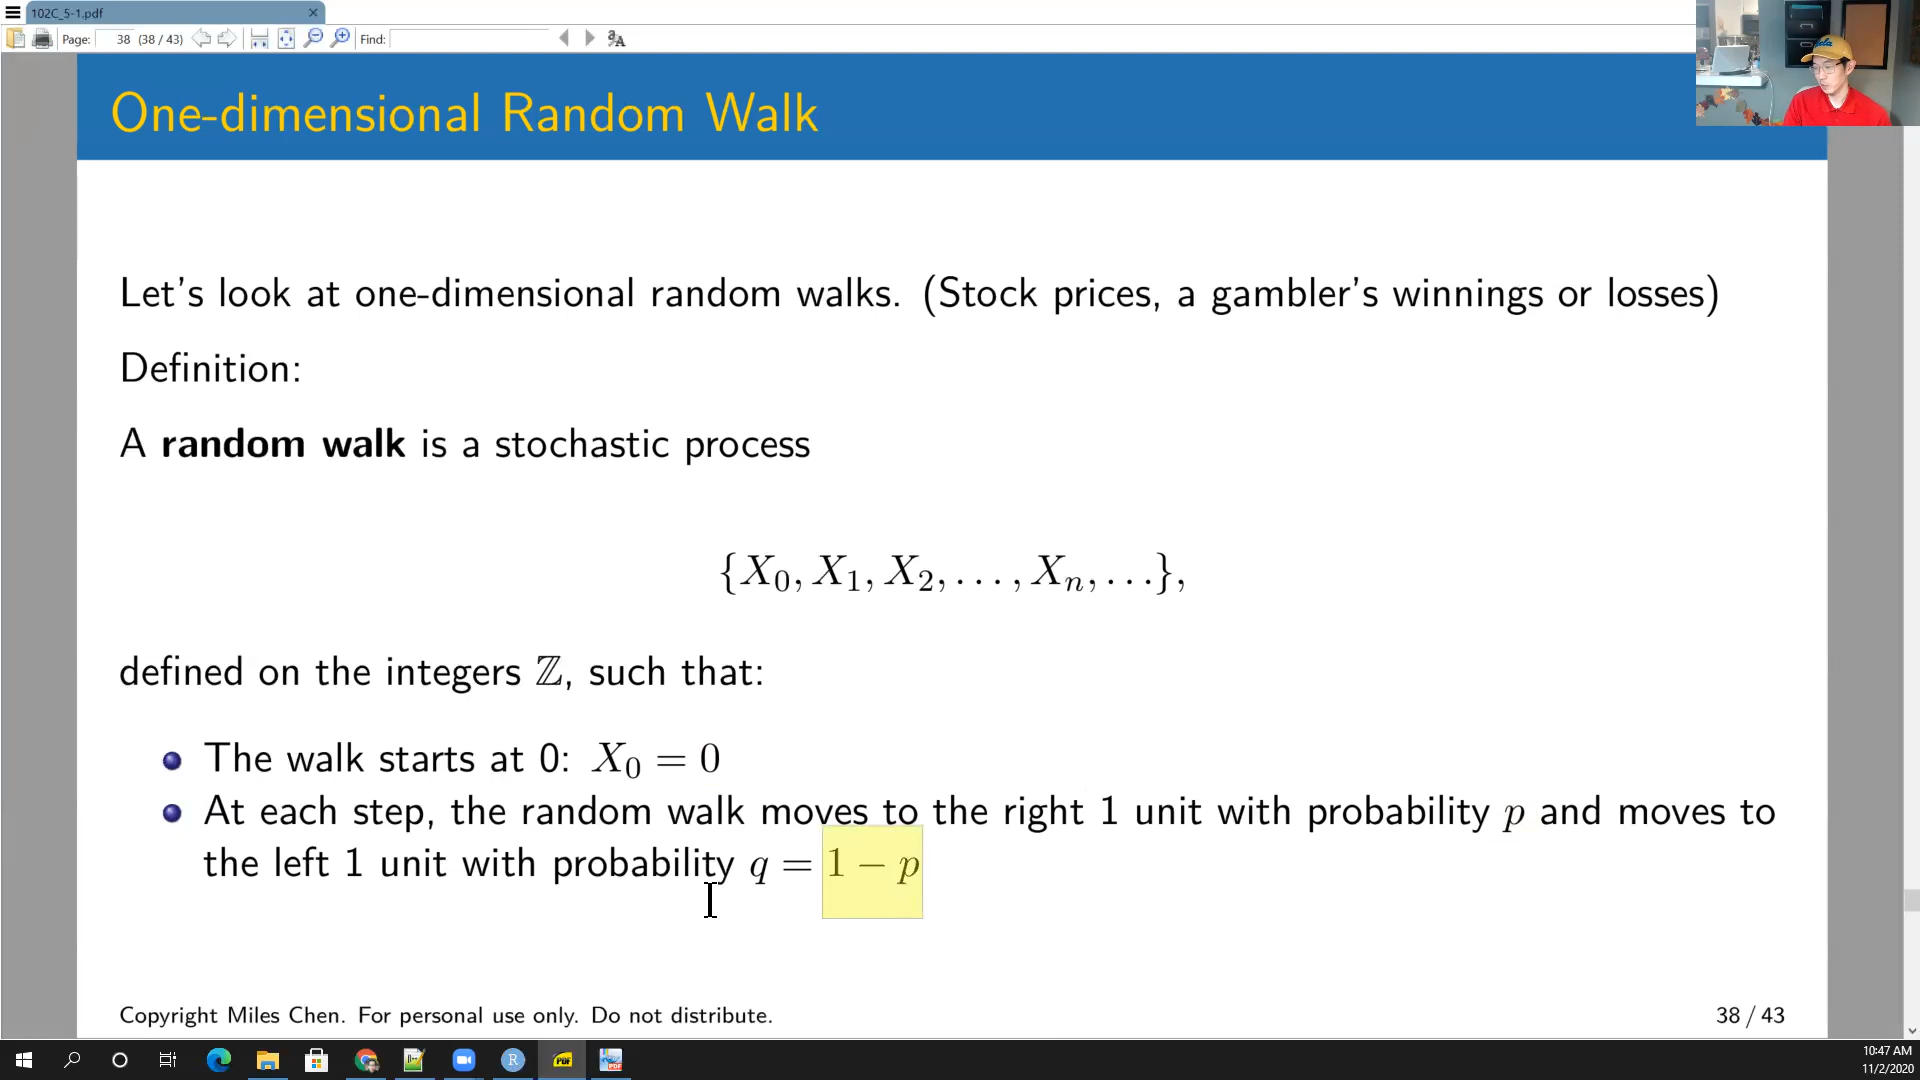 102C_5-1.pdf
Page: 38 (38 / 43) Find:
One-dimensional Random Walk
Let's look at one-dimensional random walks. (Stock prices, a gambler's winnings or losses)
Definition:
A random walk is a stochastic process
{X₀, X₁, X₂, . . . , Xₙ, . . .},
defined on the integers ℤ, such that:
The walk starts at 0: X₀ = 0
At each step, the random walk moves to the right 1 unit with probability p and moves to
the left 1 unit with probability q = 1 − p
Copyright Miles Chen. For personal use only. Do not distribute.
38 / 43
10:47 AM
11/2/2020